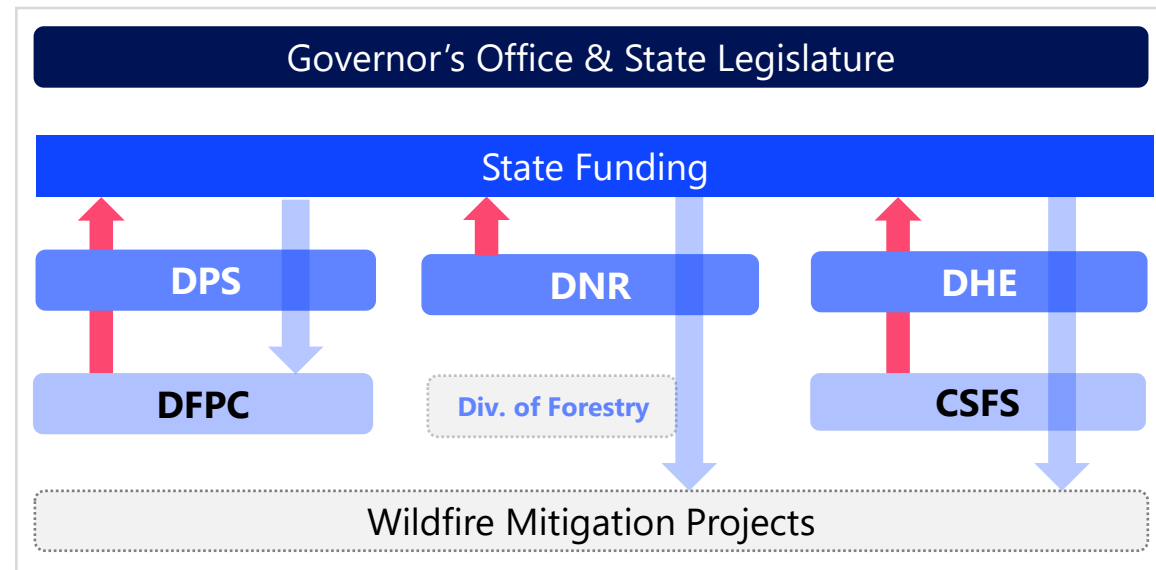 Governor’s Office & State Legislature
State Funding
DPS
DNR
DHE
DFPC
Div. of Forestry
CSFS
Wildfire Mitigation Projects